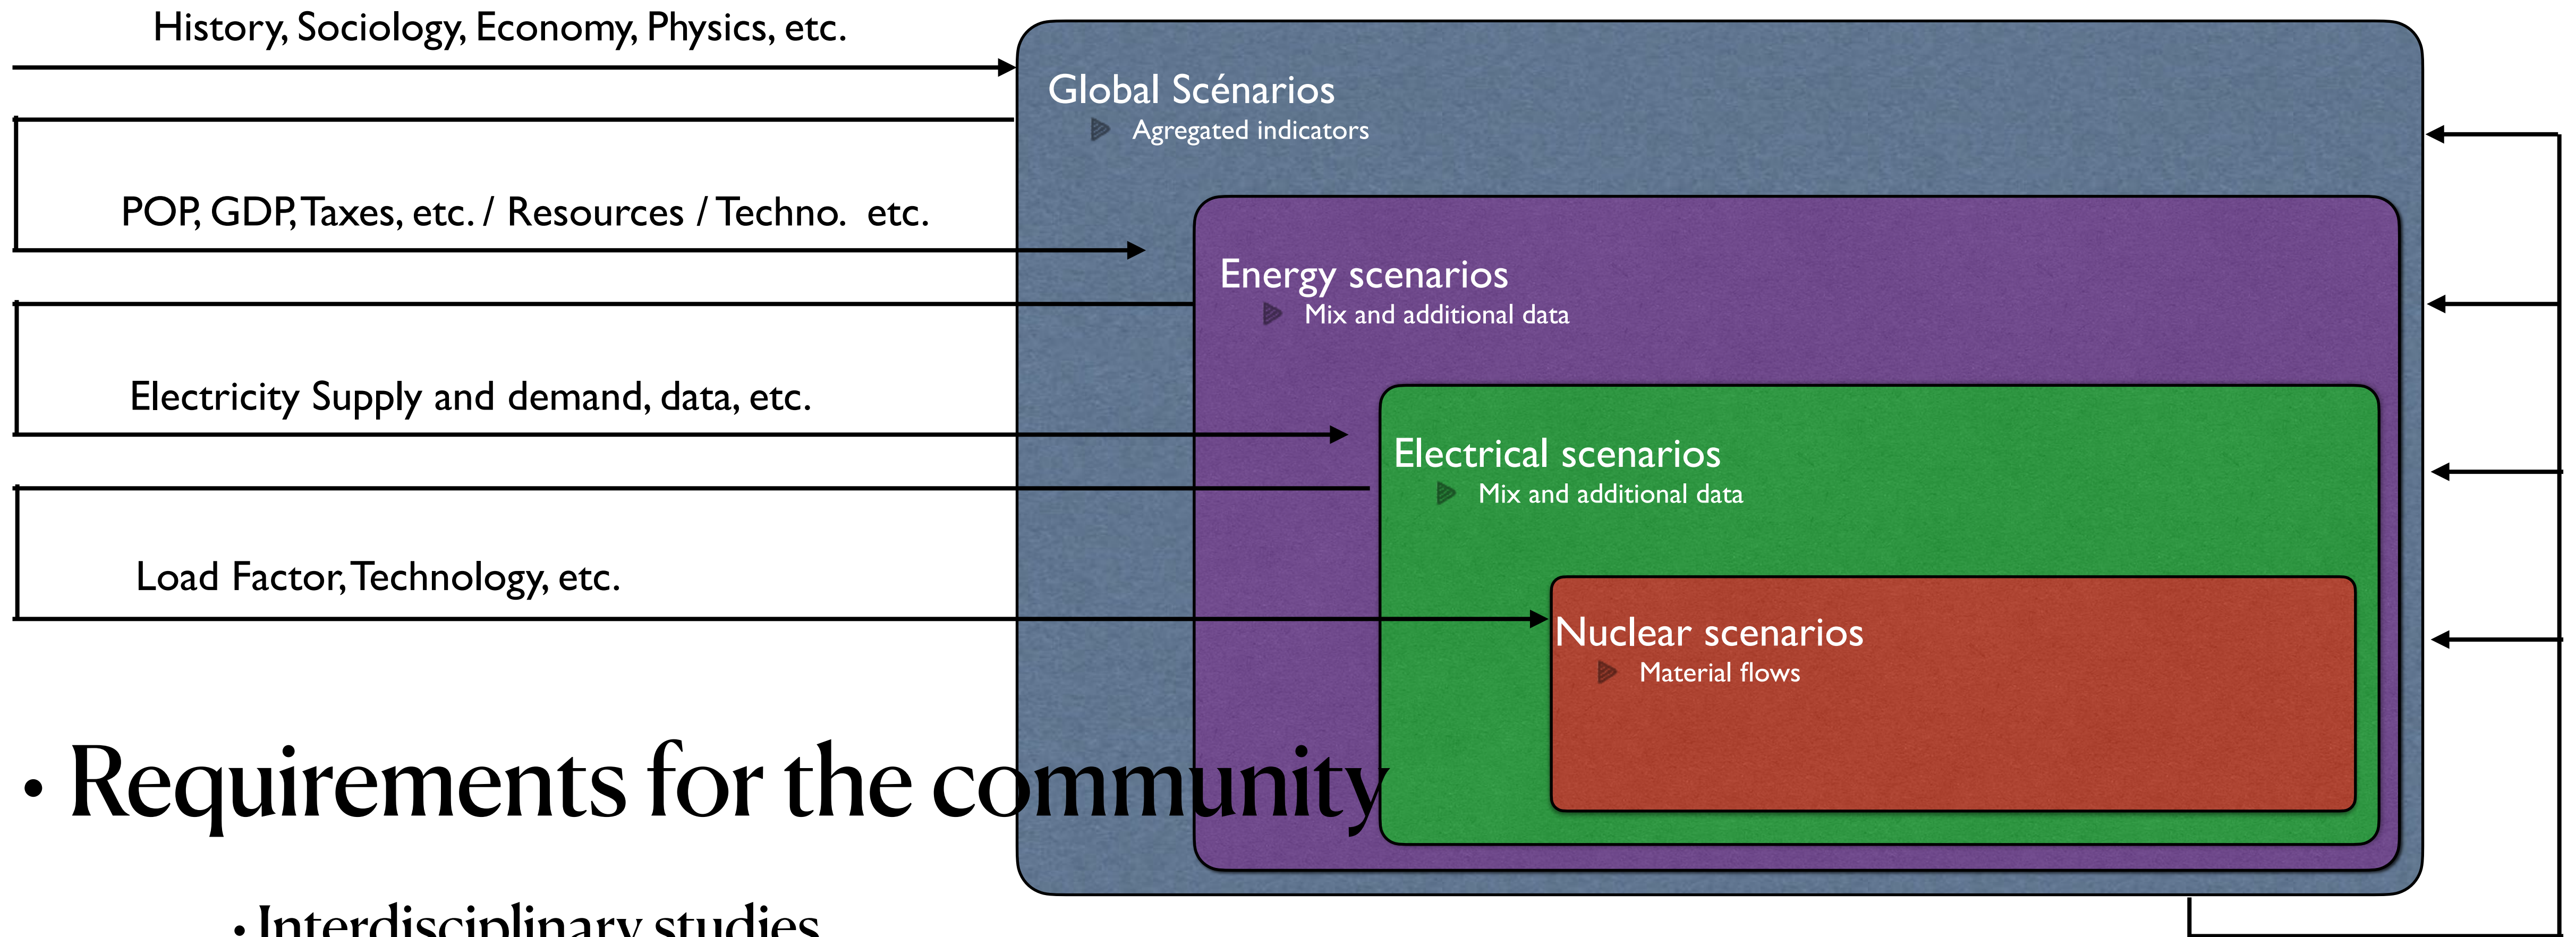 History, Sociology, Economy, Physics, etc.
Global Scénarios
Agregated indicators
POP, GDP, Taxes, etc. / Resources / Techno. etc.
Energy scenarios
Mix and additional data
Electricity Supply and demand, data, etc.
Electrical scenarios
Mix and additional data
Load Factor, Technology, etc.
Nuclear scenarios
Material flows
• Requirements for the community
• Interdisciplinary studies